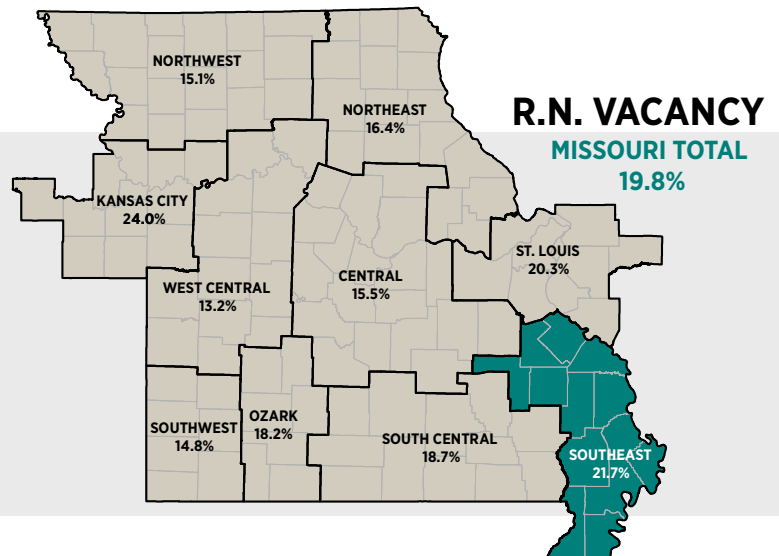 R.N. VACANCY
MISSOURI TOTAL
19.8%
NORTHWEST
15.1%
NORTHEAST
16.4%
KANSAS CITY
24.0%
ST. LOUIS
20.3%
WEST CENTRAL
13.2%
CENTRAL
15.5%
SOUTHWEST
14.8%
OZARK
18.2%
SOUTH CENTRAL
18.7%
SOUTHEAST
21.7%